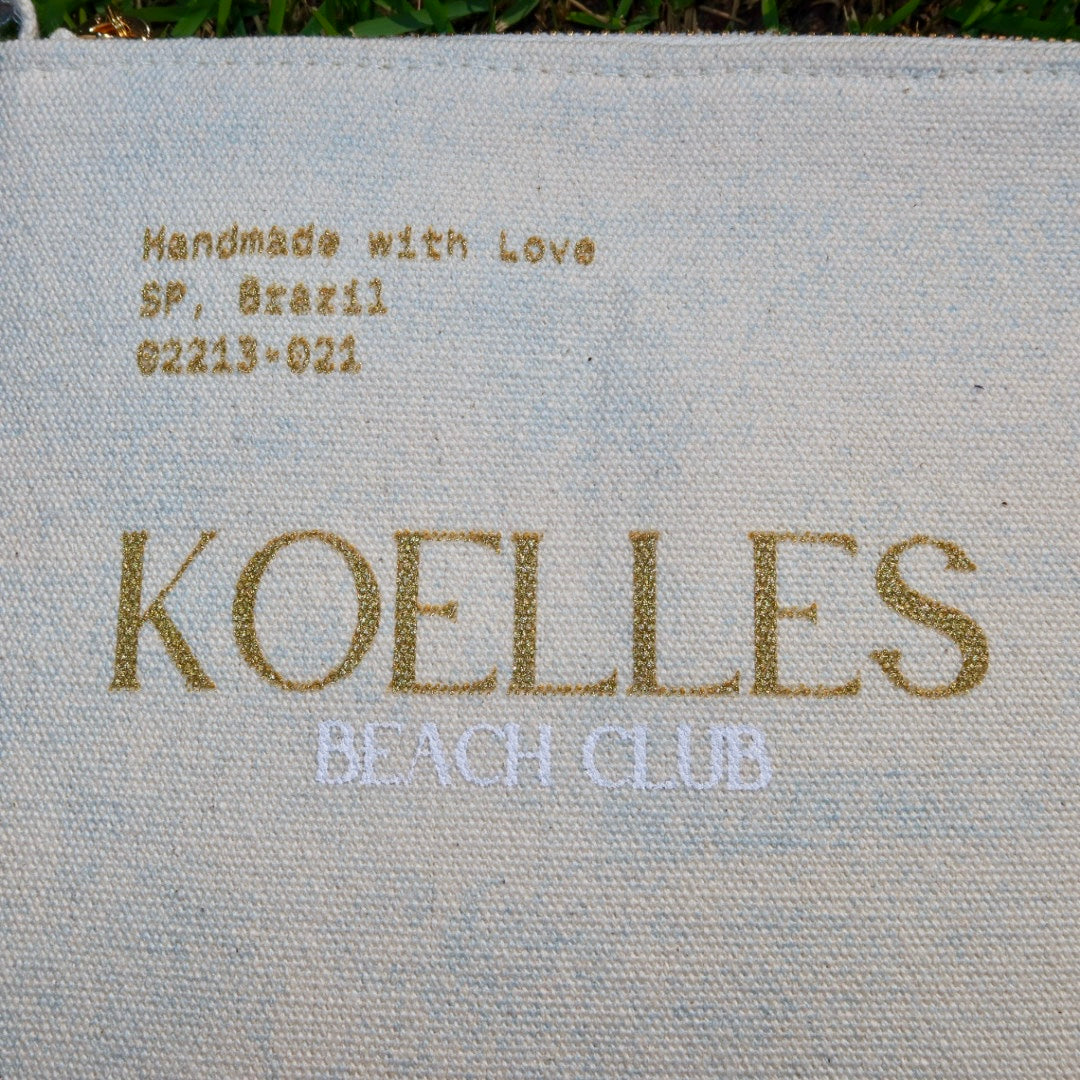 Handmade with Love
SP, Brazil
02213-021
KOELLES
BEACH CLUB